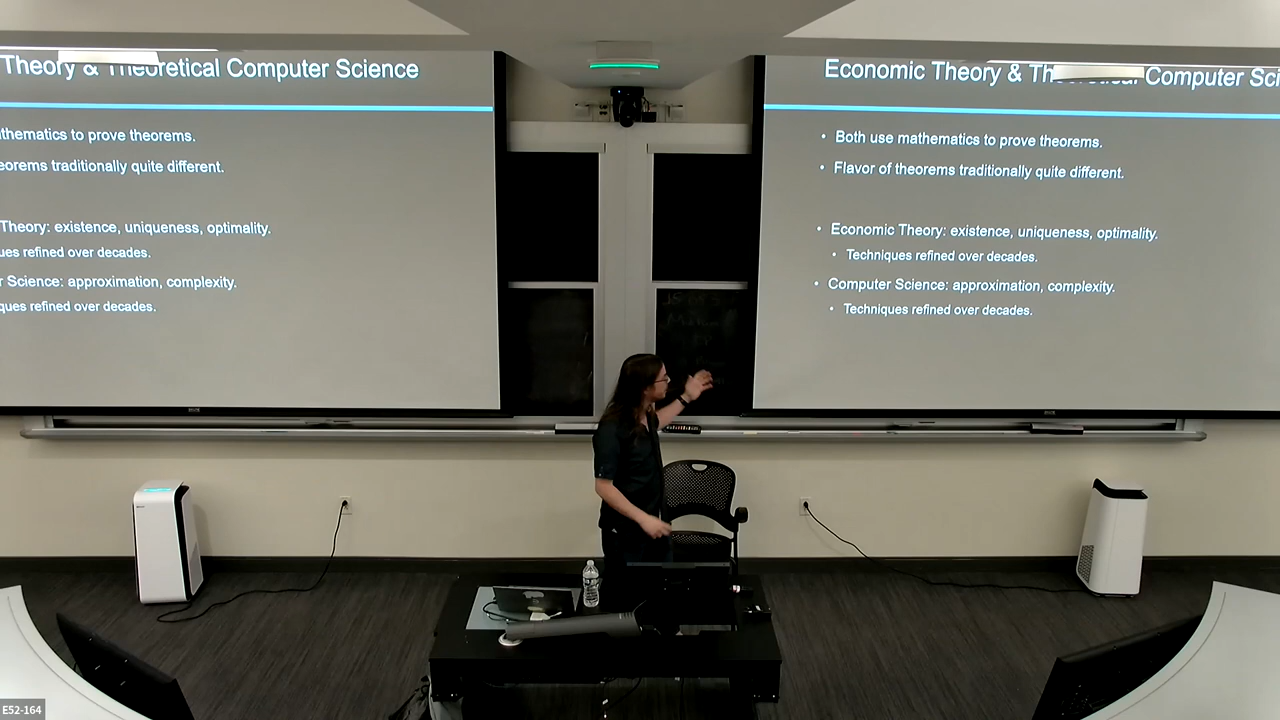 Theory & Theoretical Computer Science
thematics to prove theorems.
eorems traditionally quite different.
Theory: existence, uniqueness, optimality.
ues refined over decades.
r Science: approximation, complexity.
ques refined over decades.
Economic Theory & Theoretical Computer Sci
• Both use mathematics to prove theorems.
• Flavor of theorems traditionally quite different.
• Economic Theory: existence, uniqueness, optimality.
• Techniques refined over decades.
• Computer Science: approximation, complexity.
• Techniques refined over decades.
E52-164